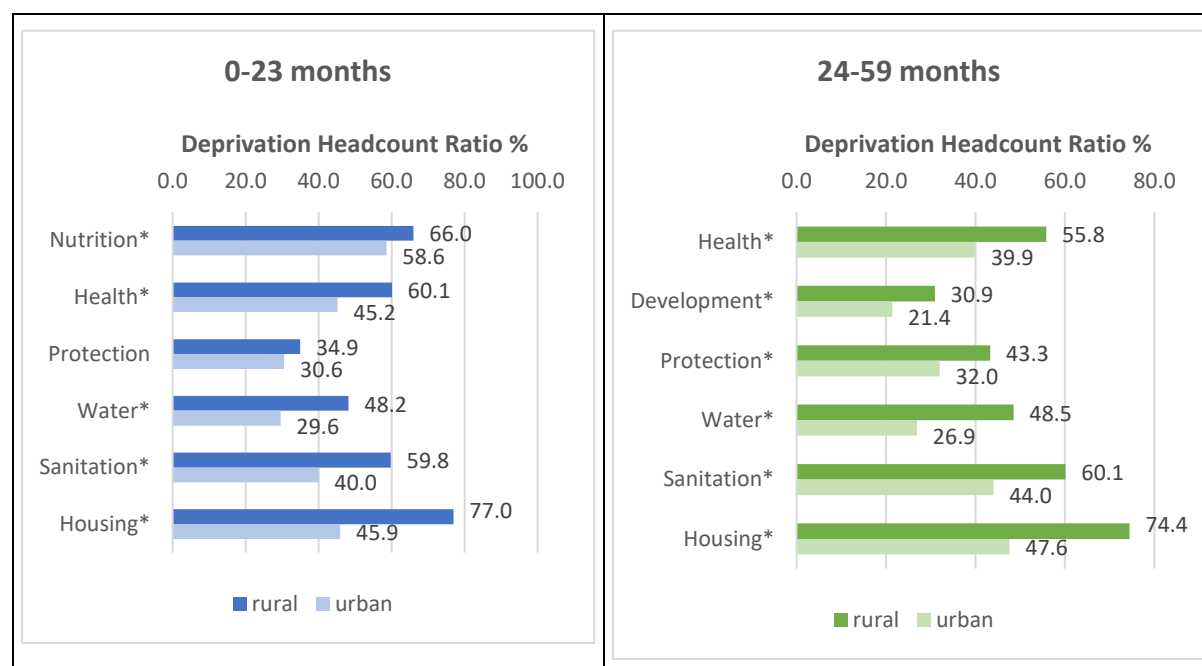 0-23 months
Deprivation Headcount Ratio %
0.0 20.0 40.0 60.0 80.0 100.0
Nutrition* 66.0
58.6
Health* 60.1
45.2
Protection 34.9
30.6
Water* 48.2
29.6
Sanitation* 59.8
40.0
Housing* 77.0
45.9
rural urban
24-59 months
Deprivation Headcount Ratio %
0.0 20.0 40.0 60.0 80.0
Health* 55.8
39.9
Development* 30.9
21.4
Protection* 43.3
32.0
Water* 48.5
26.9
Sanitation* 60.1
44.0
Housing* 74.4
47.6
rural urban